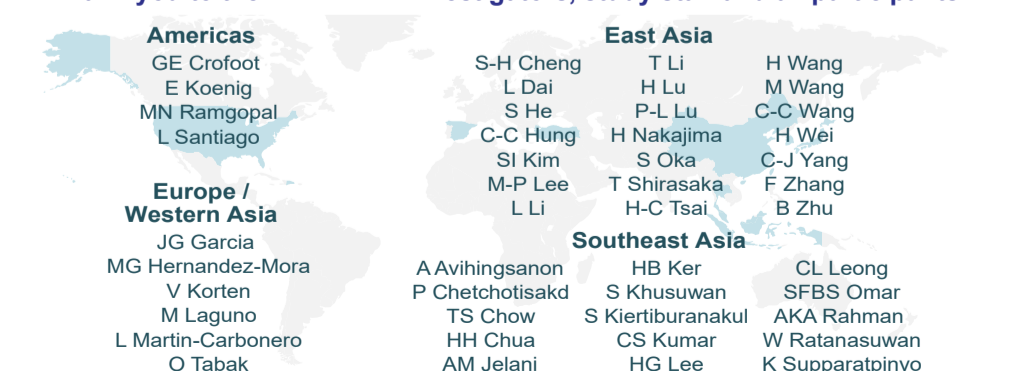 Americas
GE Crofoot
E Koenig
MN Ramgopal
L Santiago
Europe /
Western Asia
JG Garcia
MG Hernandez-Mora
V Korten
M Laguno
L Martin-Carbonero
O Tabak
East Asia
S-H Cheng T Li H Wang
L Dai H Lu M Wang
S He P-L Lu C-C Wang
C-C Hung H Nakajima H Wei
SI Kim S Oka C-J Yang
M-P Lee T Shirasaka F Zhang
L Li H-C Tsai B Zhu
Southeast Asia
A Avihingsanon HB Ker CL Leong
P Chetchotisakd S Khusuwan SFBS Omar
TS Chow S Kiertiburanakul AKA Rahman
HH Chua CS Kumar W Ratanasuwan
AM Jelani HG Lee K Supparatpinyo